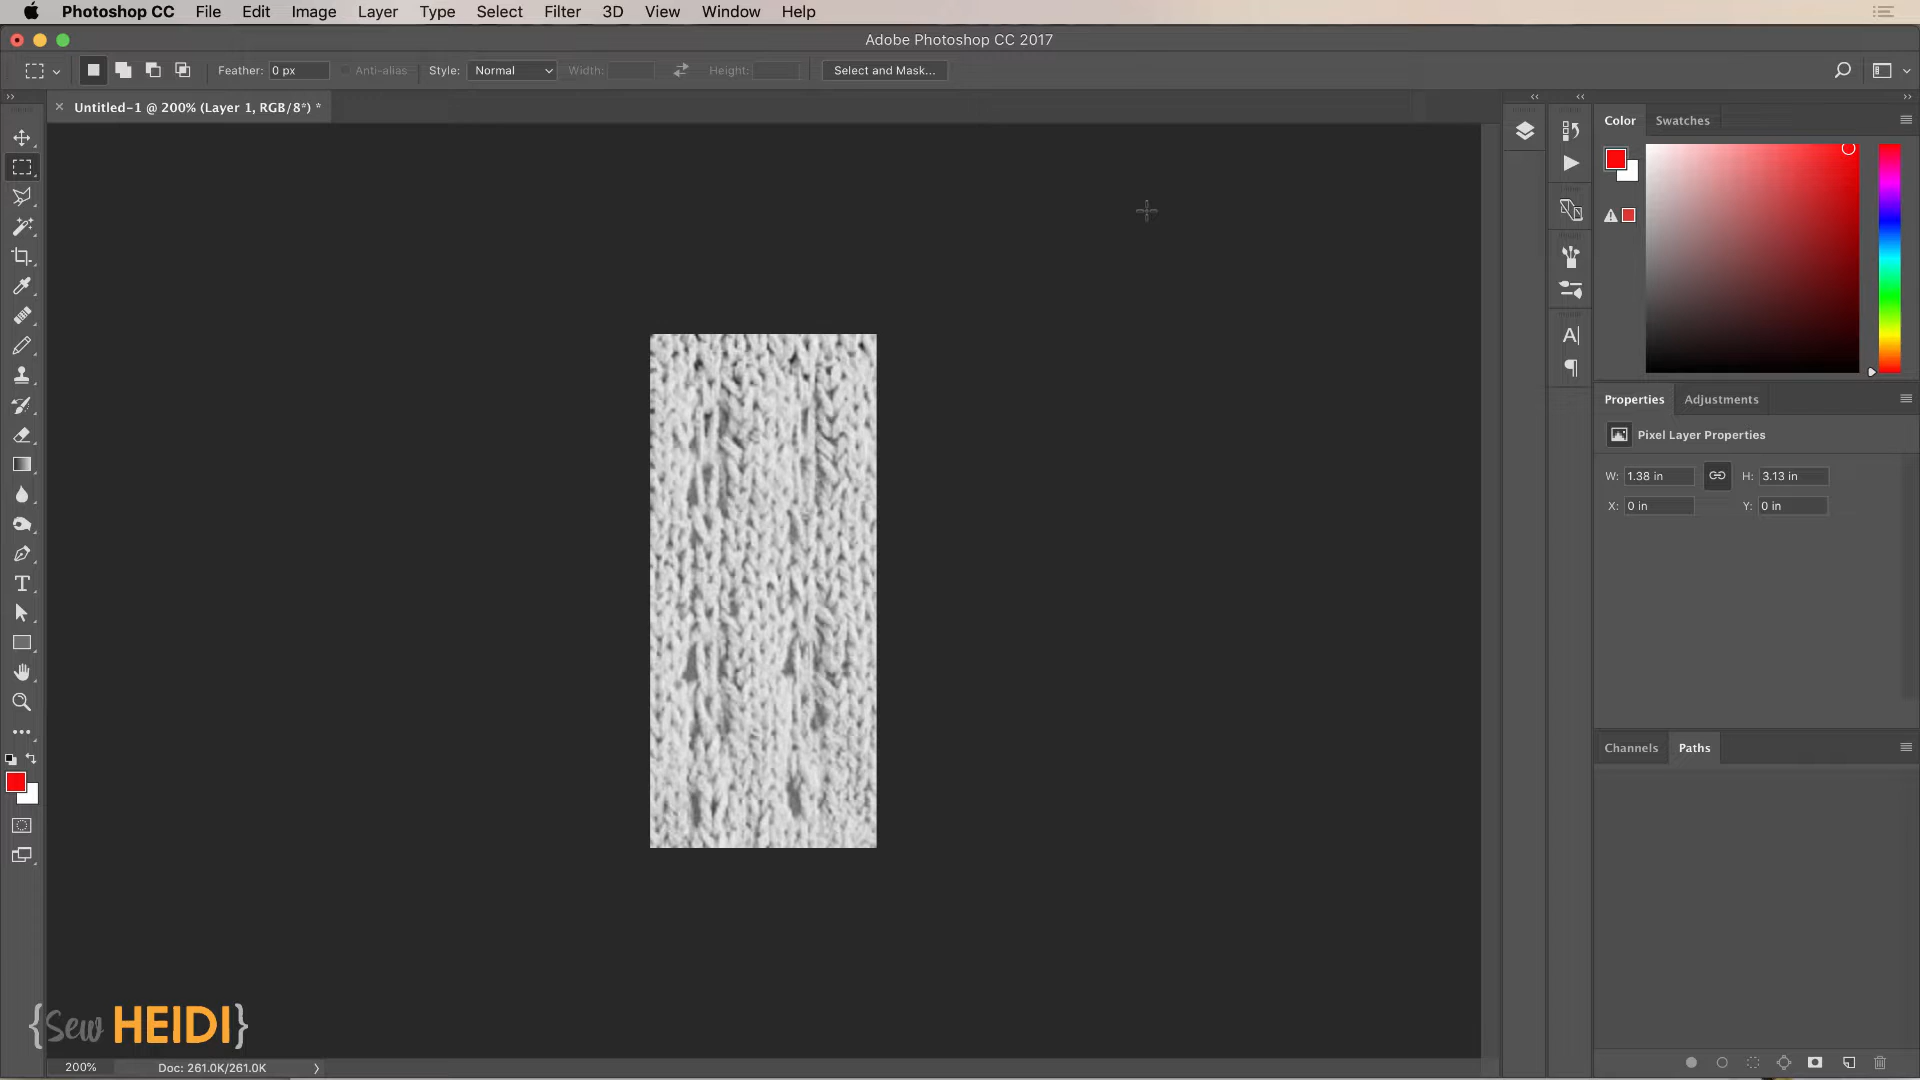 Photoshop CC File Edit Image Layer Type Select Filter 3D View Window Help
Adobe Photoshop CC 2017
Feather: 0 px Anti-alias Style: Normal Width: Height: Select and Mask...
Untitled-1 @ 200% (Layer 1, RGB/8*) *
Color Swatches
Properties Adjustments
Pixel Layer Properties
W: 1.38 in H: 3.13 in
X: 0 in Y: 0 in
Channels Paths
{Sew HEIDI}
200% Doc: 261.0K/261.0K